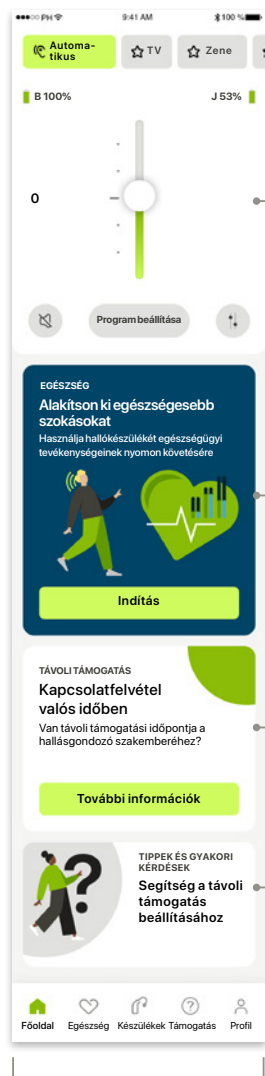 PH
9:41 AM
100 %
Automa-
tikus
TV
Zene
B 100%
J 53%
0
Program beállítása
EGÉSZSÉG
Alakítson ki egészségesebb
szokásokat
Használja hallókészülékét egészségügyi
tevékenységeinek nyomon követésére
Indítás
TÁVOLI TÁMOGATÁS
Kapcsolatfelvétel
valós időben
Van távoli támogatási időpontja a
hallásgondozó szakemberéhez?
További információk
TIPPEK ÉS GYAKORI
KÉRDÉSEK
Segítség a távoli
támogatás
beállításához
Főoldal Egészség Készülékek Támogatás Profil